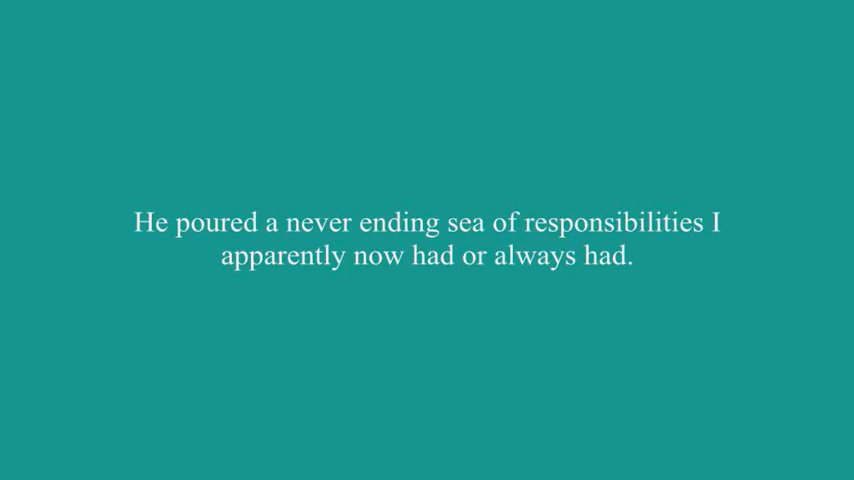 He poured a never ending sea of responsibilities I
apparently now had or always had.